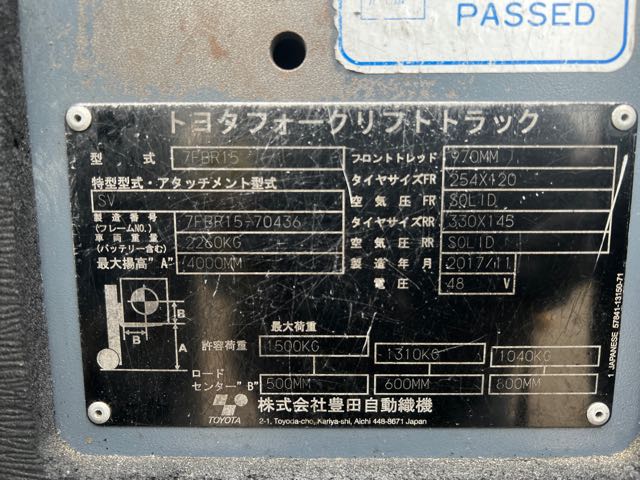 PASSED
トヨタフォークリフトトラック
型 式 7FBR15 フロントトレッド 970MM
特型型式・アタッチメント型式 タイヤサイズFR 254X120
SV 空気圧FR SOLID
製造番号(フレームNO.) 7FBR15-70436 タイヤサイズRR 330X145
車両重量(バッテリー含む) 2260KG 空気圧RR SOLID
最大揚高"A" 4000MM 製造年月 2017/11
電圧 48 V
B
B
A
最大荷重
許容荷重 1500KG 1310KG 1040KG
ロードセンター"B" 500MM 600MM 800MM
TOYOTA 株式会社豊田自動織機
2-1, Toyoda-cho, Kariya-shi, Aichi 448-8671 Japan
1 JAPANESE 57841-13150-71